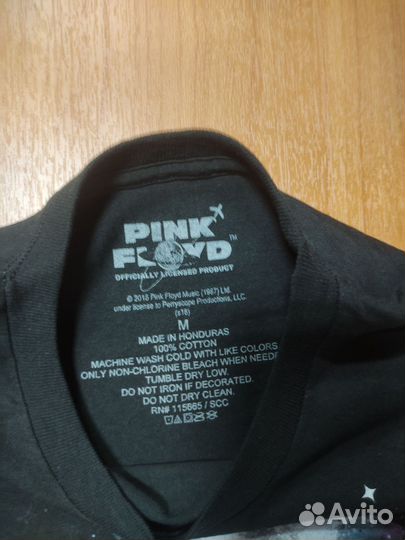 PINK
FLOYD™
OFFICIALLY LICENSED PRODUCT
© 2018 Pink Floyd Music (1987) Ltd.
under license to Perryscope Productions, LLC.
(s18)
M
MADE IN HONDURAS
100% COTTON
MACHINE WASH COLD WITH LIKE COLORS
ONLY NON-CHLORINE BLEACH WHEN NEEDE
TUMBLE DRY LOW.
DO NOT IRON IF DECORATED.
DO NOT DRY CLEAN.
RN# 115665 / SCC
Avito